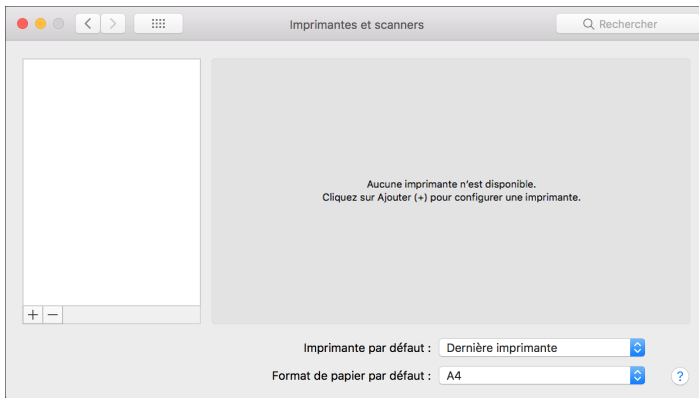 Imprimantes et scanners
Rechercher
Aucune imprimante n'est disponible.
Cliquez sur Ajouter (+) pour configurer une imprimante.
+ −
Imprimante par défaut : Dernière imprimante
Format de papier par défaut : A4
?